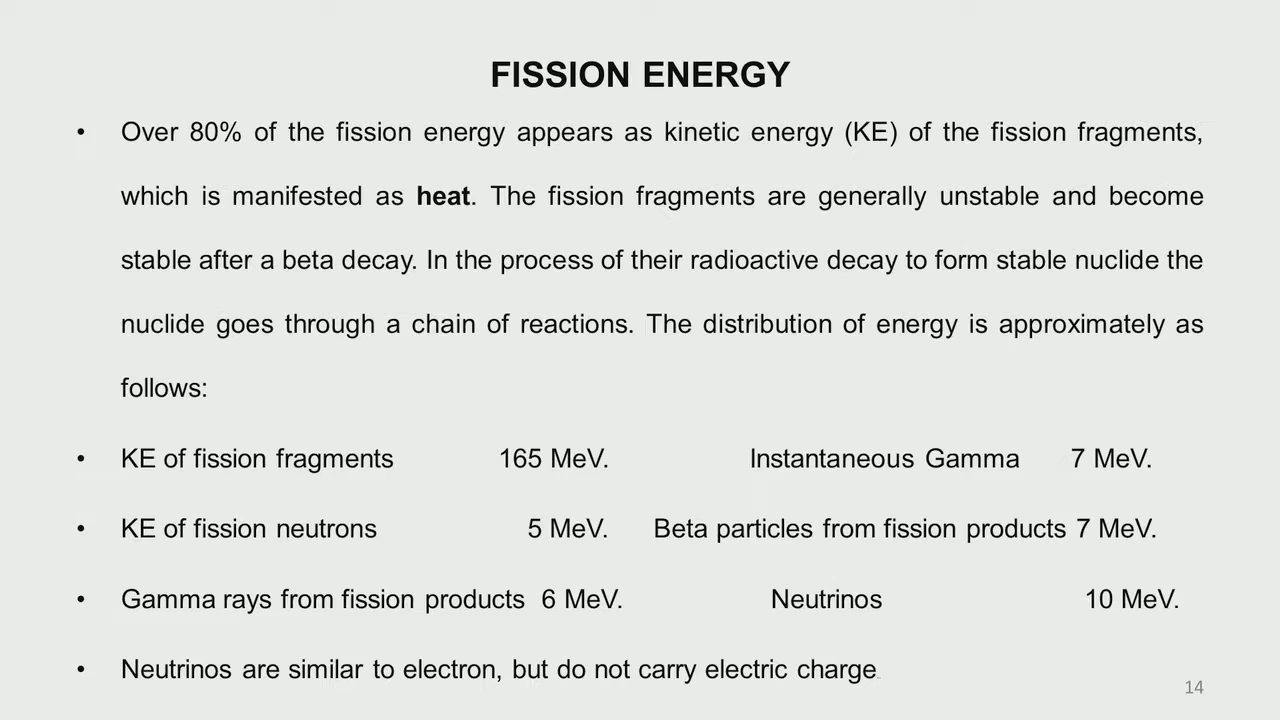 FISSION ENERGY
• Over 80% of the fission energy appears as kinetic energy (KE) of the fission fragments,
which is manifested as heat. The fission fragments are generally unstable and become
stable after a beta decay. In the process of their radioactive decay to form stable nuclide the
nuclide goes through a chain of reactions. The distribution of energy is approximately as
follows:
• KE of fission fragments 165 MeV. Instantaneous Gamma 7 MeV.
• KE of fission neutrons 5 MeV. Beta particles from fission products 7 MeV.
• Gamma rays from fission products 6 MeV. Neutrinos 10 MeV.
• Neutrinos are similar to electron, but do not carry electric charge.
14